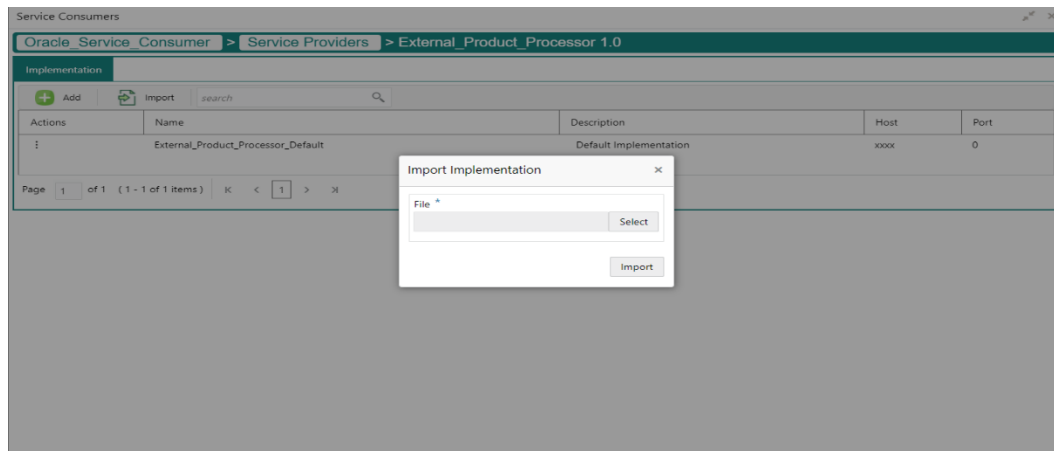 Service Consumers
Oracle_Service_Consumer > Service Providers > External_Product_Processor 1.0
Implementation
Add Import search
Actions Name Description Host Port
External_Product_Processor_Default Default Implementation xxxx 0
Page 1 of 1 (1 - 1 of 1 items) 1
Import Implementation
File *
Select
Import